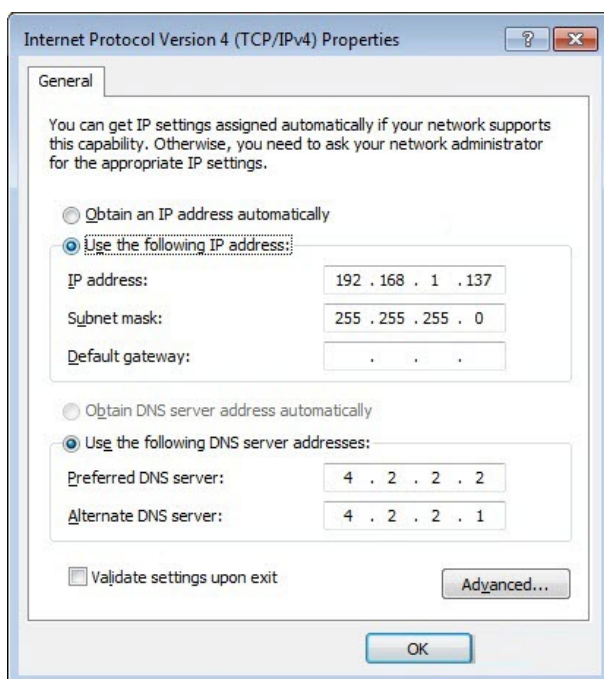 Internet Protocol Version 4 (TCP/IPv4) Properties
General
You can get IP settings assigned automatically if your network supports
this capability. Otherwise, you need to ask your network administrator
for the appropriate IP settings.
Obtain an IP address automatically
Use the following IP address:
IP address: 192 . 168 . 1 . 137
Subnet mask: 255 . 255 . 255 . 0
Default gateway: . . .
Obtain DNS server address automatically
Use the following DNS server addresses:
Preferred DNS server: 4 . 2 . 2 . 2
Alternate DNS server: 4 . 2 . 2 . 1
Validate settings upon exit
Advanced...
OK